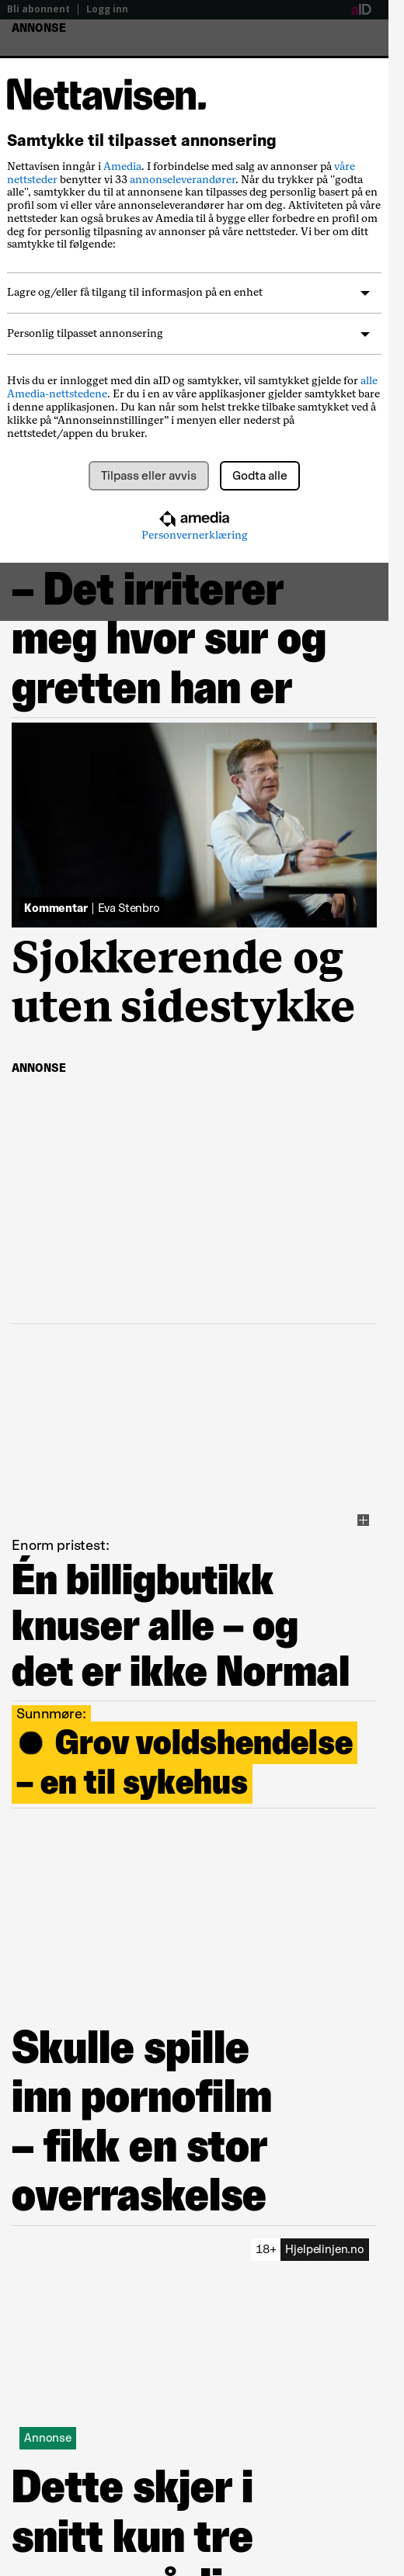 Bli abonnent | Logg inn
aID
ANNONSE
Nettavisen.
Samtykke til tilpasset annonsering
Nettavisen inngår i Amedia. I forbindelse med salg av annonser på våre
nettsteder benytter vi 33 annonseleverandører. Når du trykker på "godta
alle", samtykker du til at annonsene kan tilpasses deg personlig basert på en
profil som vi eller våre annonseleverandører har om deg. Aktiviteten på våre
nettsteder kan også brukes av Amedia til å bygge eller forbedre en profil om
deg for personlig tilpasning av annonser på våre nettsteder. Vi ber om ditt
samtykke til følgende:
Lagre og/eller få tilgang til informasjon på en enhet
Personlig tilpasset annonsering
Hvis du er innlogget med din aID og samtykker, vil samtykket gjelde for alle
Amedia-nettstedene. Er du i en av våre applikasjoner gjelder samtykket bare
i denne applikasjonen. Du kan når som helst trekke tilbake samtykket ved å
klikke på “Annonseinnstillinger” i menyen eller nederst på
nettstedet/appen du bruker.
Tilpass eller avvis
Godta alle
amedia
Personvernerklæring
– Det irriterer
meg hvor sur og
gretten han er
Kommentar | Eva Stenbro
Sjokkerende og
uten sidestykke
ANNONSE
Enorm pristest:
Én billigbutikk
knuser alle – og
det er ikke Normal
Sunnmøre:
Grov voldshendelse
– en til sykehus
Skulle spille
inn pornofilm
– fikk en stor
overraskelse
18+ Hjelpelinjen.no
Annonse
Dette skjer i
snitt kun tre